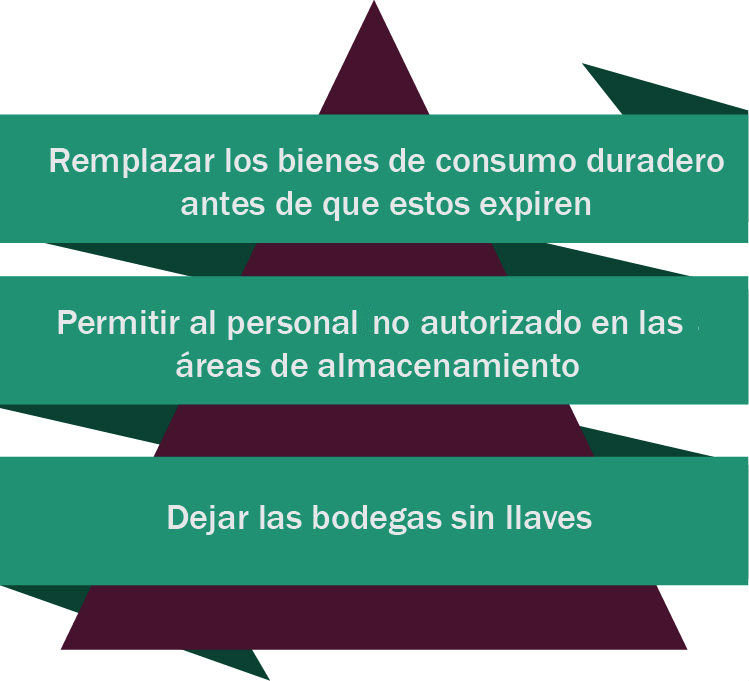 Remplazar los bienes de consumo duradero
antes de que estos expiren
Permitir al personal no autorizado en las
áreas de almacenamiento
Dejar las bodegas sin llaves